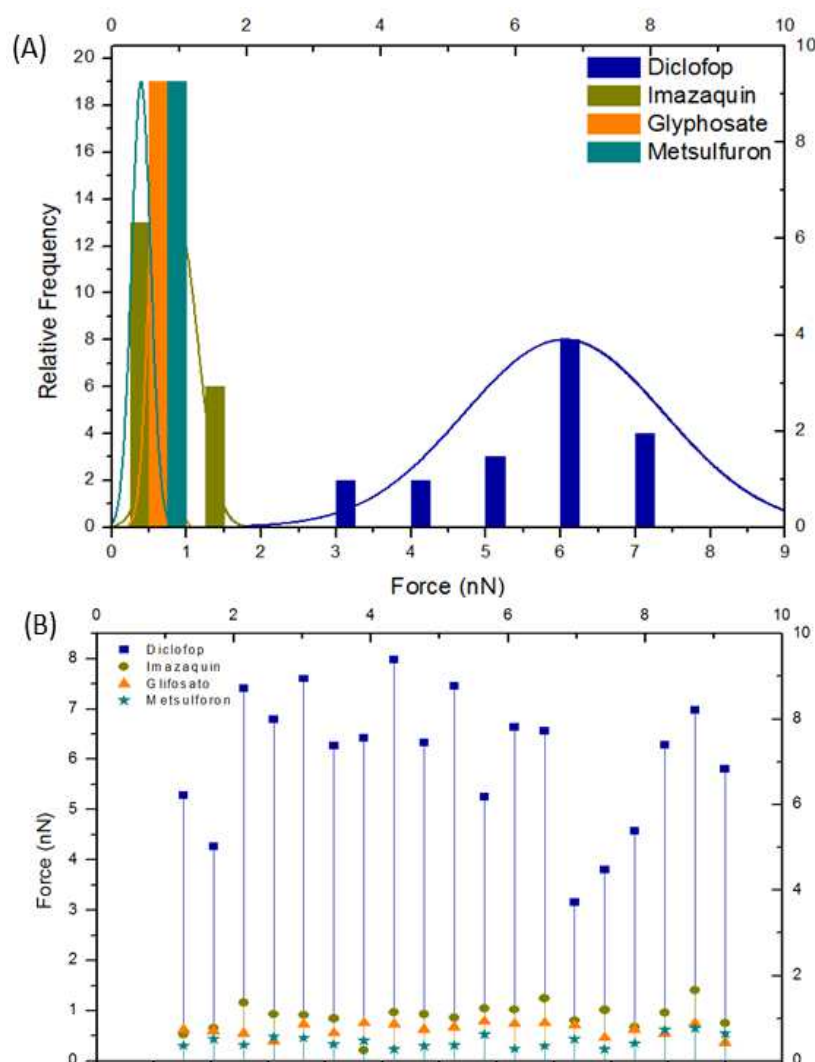 (A)
0 2 4 6 8 10
20
18
16
14
12
10
8
6
4
2
0
Relative Frequency
Diclofop
Imazaquin
Glyphosate
Metsulfuron
10
8
6
4
2
0
0 1 2 3 4 5 6 7 8 9
Force (nN)
(B)
0 2 4 6 8 10
8
7
6
5
4
3
2
1
0
Force (nN)
Diclofop
Imazaquin
Glifosato
Metsulforon
10
8
6
4
2
0